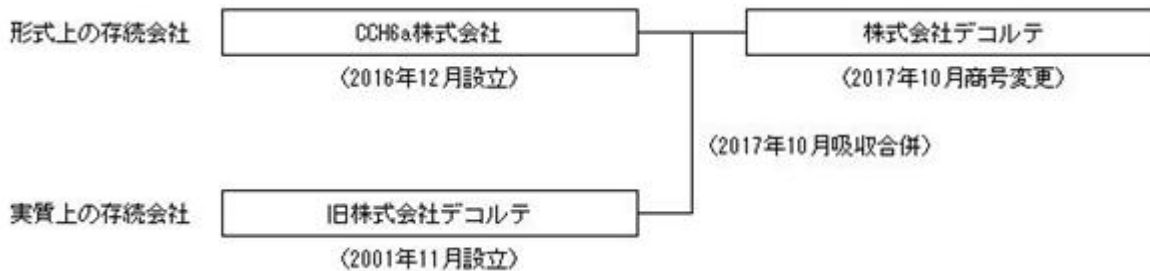 形式上の存続会社 CCH6a株式会社 株式会社デコルテ
〈2016年12月設立〉 〈2017年10月商号変更〉
〈2017年10月吸収合併〉
実質上の存続会社 旧株式会社デコルテ
〈2001年11月設立〉